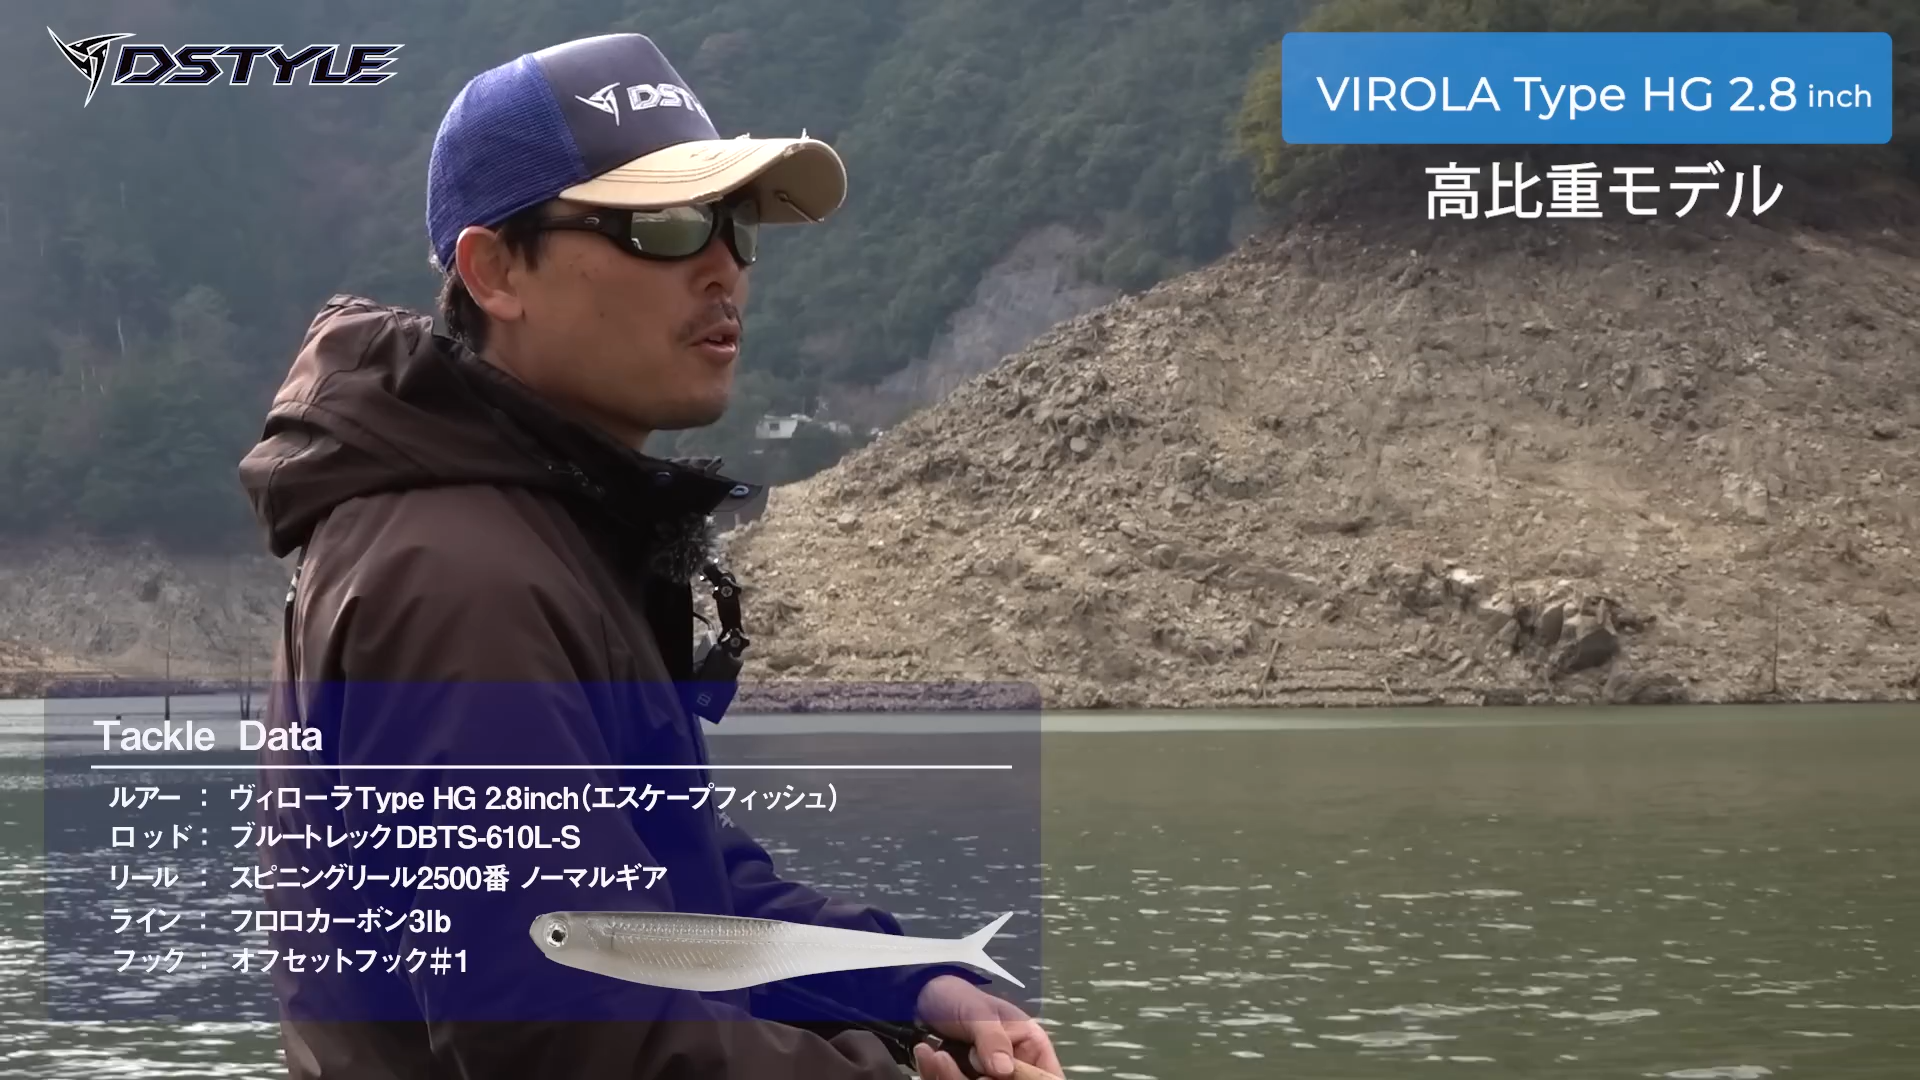 DSTYLE
DST
VIROLA Type HG 2.8 inch
高比重モデル
Tackle Data
ルアー : ヴィローラType HG 2.8inch(エスケープフィッシュ)
ロッド : ブルートレックDBTS-610L-S
リール : スピニングリール2500番 ノーマルギア
ライン : フロロカーボン3lb
フック : オフセットフック#1